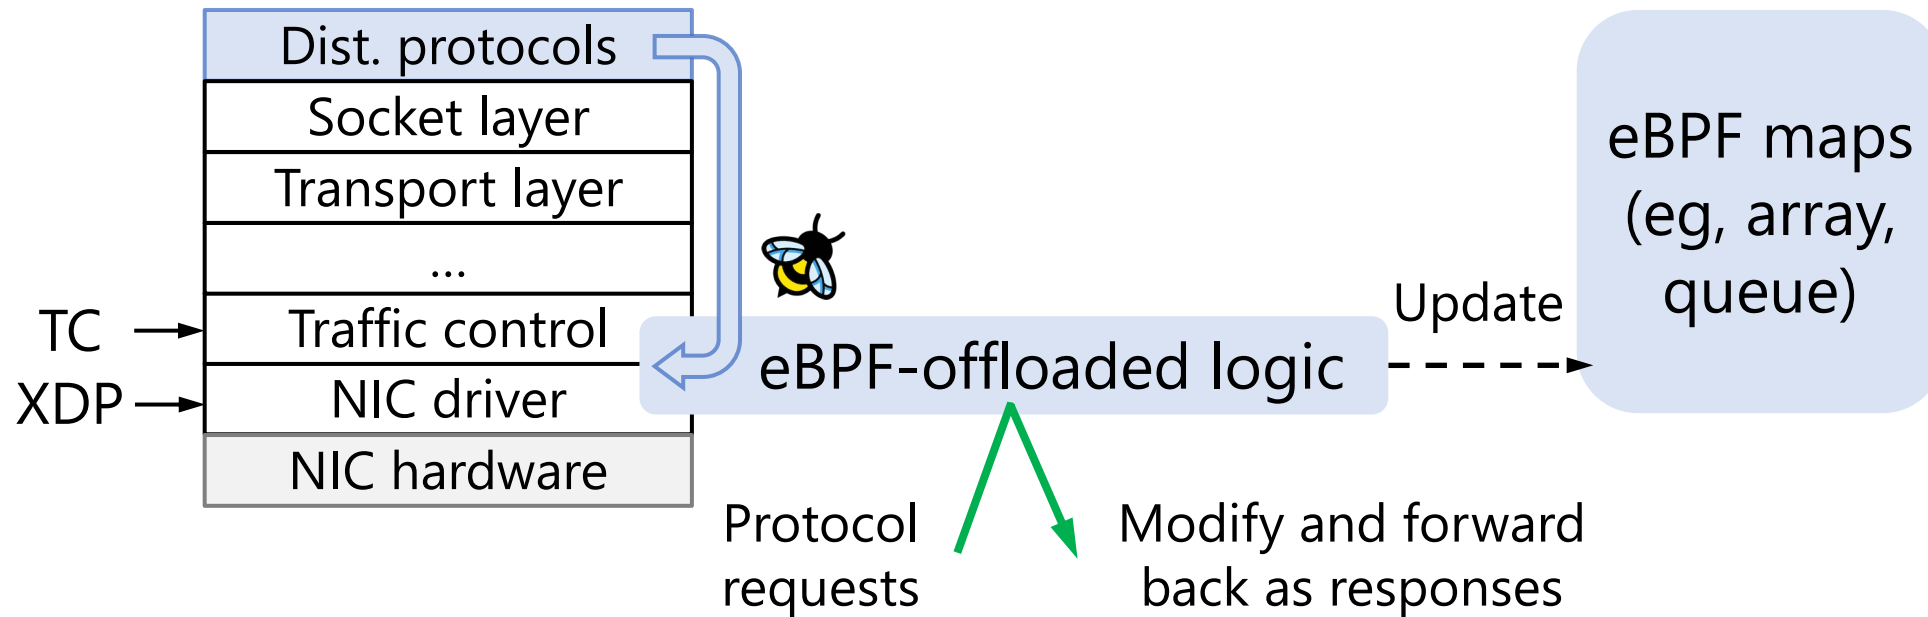 Dist. protocols
Socket layer
Transport layer
...
Traffic control
NIC driver
NIC hardware
TC
XDP
eBPF-offloaded logic
Update
eBPF maps
(eg, array,
queue)
Protocol
requests
Modify and forward
back as responses